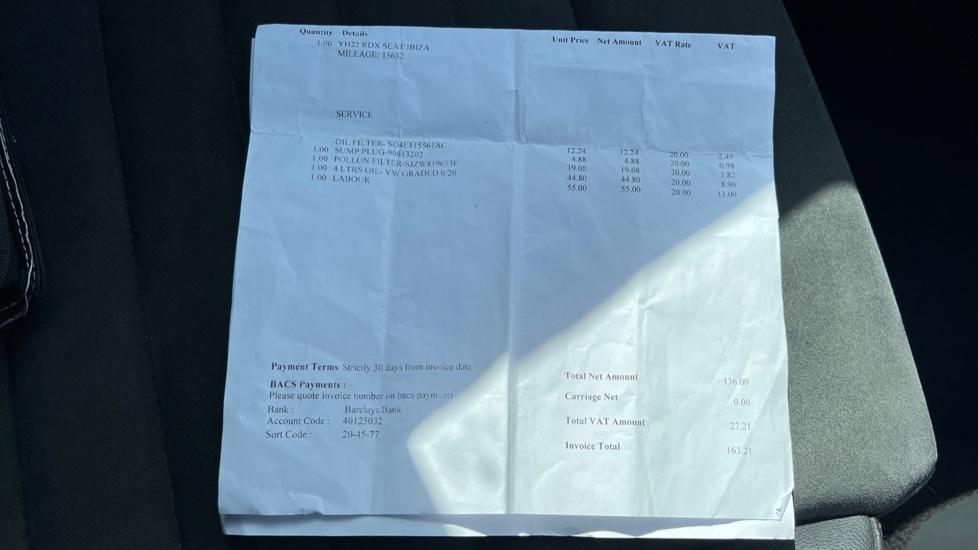 Quantity Details Unit Price Net Amount VAT Rate VAT
1.00 YH22 RDX SEAT IBIZA
MILEAGE: 15632
SERVICE
OIL FILTER- SO4E115561AC 12.24 12.24 20.00 2.45
1.00 SUMP PLUG-90813202 4.88 4.88 20.00 0.98
1.00 POLLON FILTER-SJZW819653F 19.08 19.08 20.00 3.82
1.00 4 LTRS OIL- VW GRADED 0/20 44.80 44.80 20.00 8.96
1.00 LABOUR 55.00 55.00 20.00 11.00
Payment Terms Strictly 30 days from invoice date
BACS Payments :
Please quote invoice number on bacs payments
Bank : Barclays Bank
Account Code : 40125032
Sort Code : 20-45-77
Total Net Amount 136.00
Carriage Net 0.00
Total VAT Amount 27.21
Invoice Total 163.21